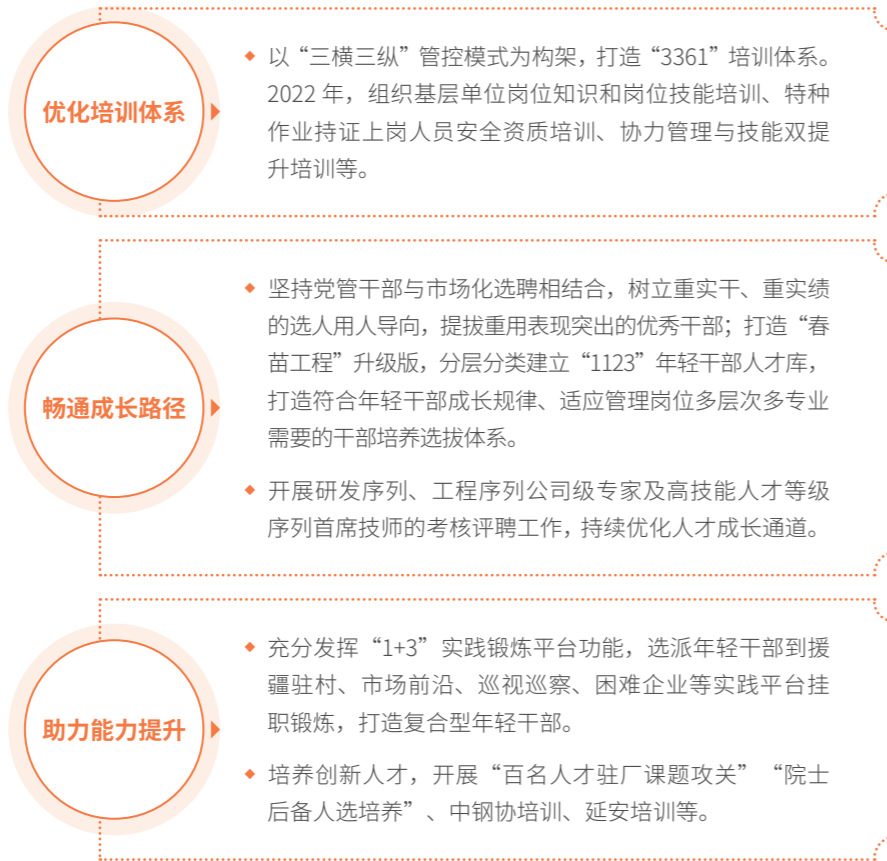 优化培训体系
◆ 以“三横三纵”管控模式为构架，打造“3361”培训体系。
2022 年，组织基层单位岗位知识和岗位技能培训、特种
作业持证上岗人员安全资质培训、协力管理与技能双提
升培训等。
畅通成长路径
◆ 坚持党管干部与市场化选聘相结合，树立重实干、重实绩
的选人用人导向，提拔重用表现突出的优秀干部；打造“春
苗工程”升级版，分层分类建立“1123”年轻干部人才库，
打造符合年轻干部成长规律、适应管理岗位多层次多专业
需要的干部培养选拔体系。
◆ 开展研发序列、工程序列公司级专家及高技能人才等级
序列首席技师的考核评聘工作，持续优化人才成长通道。
助力能力提升
◆ 充分发挥“1+3”实践锻炼平台功能，选派年轻干部到援
疆驻村、市场前沿、巡视巡察、困难企业等实践平台挂
职锻炼，打造复合型年轻干部。
◆ 培养创新人才，开展“百名人才驻厂课题攻关”“院士
后备人选培养”、中钢协培训、延安培训等。